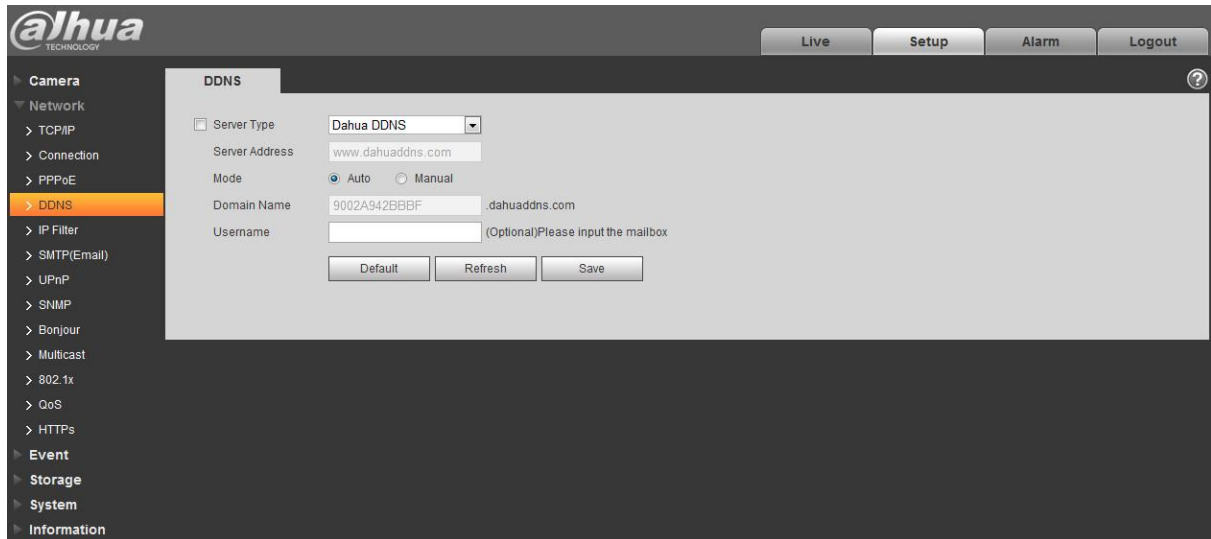 alhua
TECHNOLOGY
Live Setup Alarm Logout
Camera
Network
> TCP/IP
> Connection
> PPPoE
> DDNS
> IP Filter
> SMTP(Email)
> UPnP
> SNMP
> Bonjour
> Multicast
> 802.1x
> QoS
> HTTPs
Event
Storage
System
Information
DDNS
?
Server Type Dahua DDNS
Server Address www.dahuaddns.com
Mode Auto Manual
Domain Name 9002A942BBBF .dahuaddns.com
Username (Optional)Please input the mailbox
Default Refresh Save